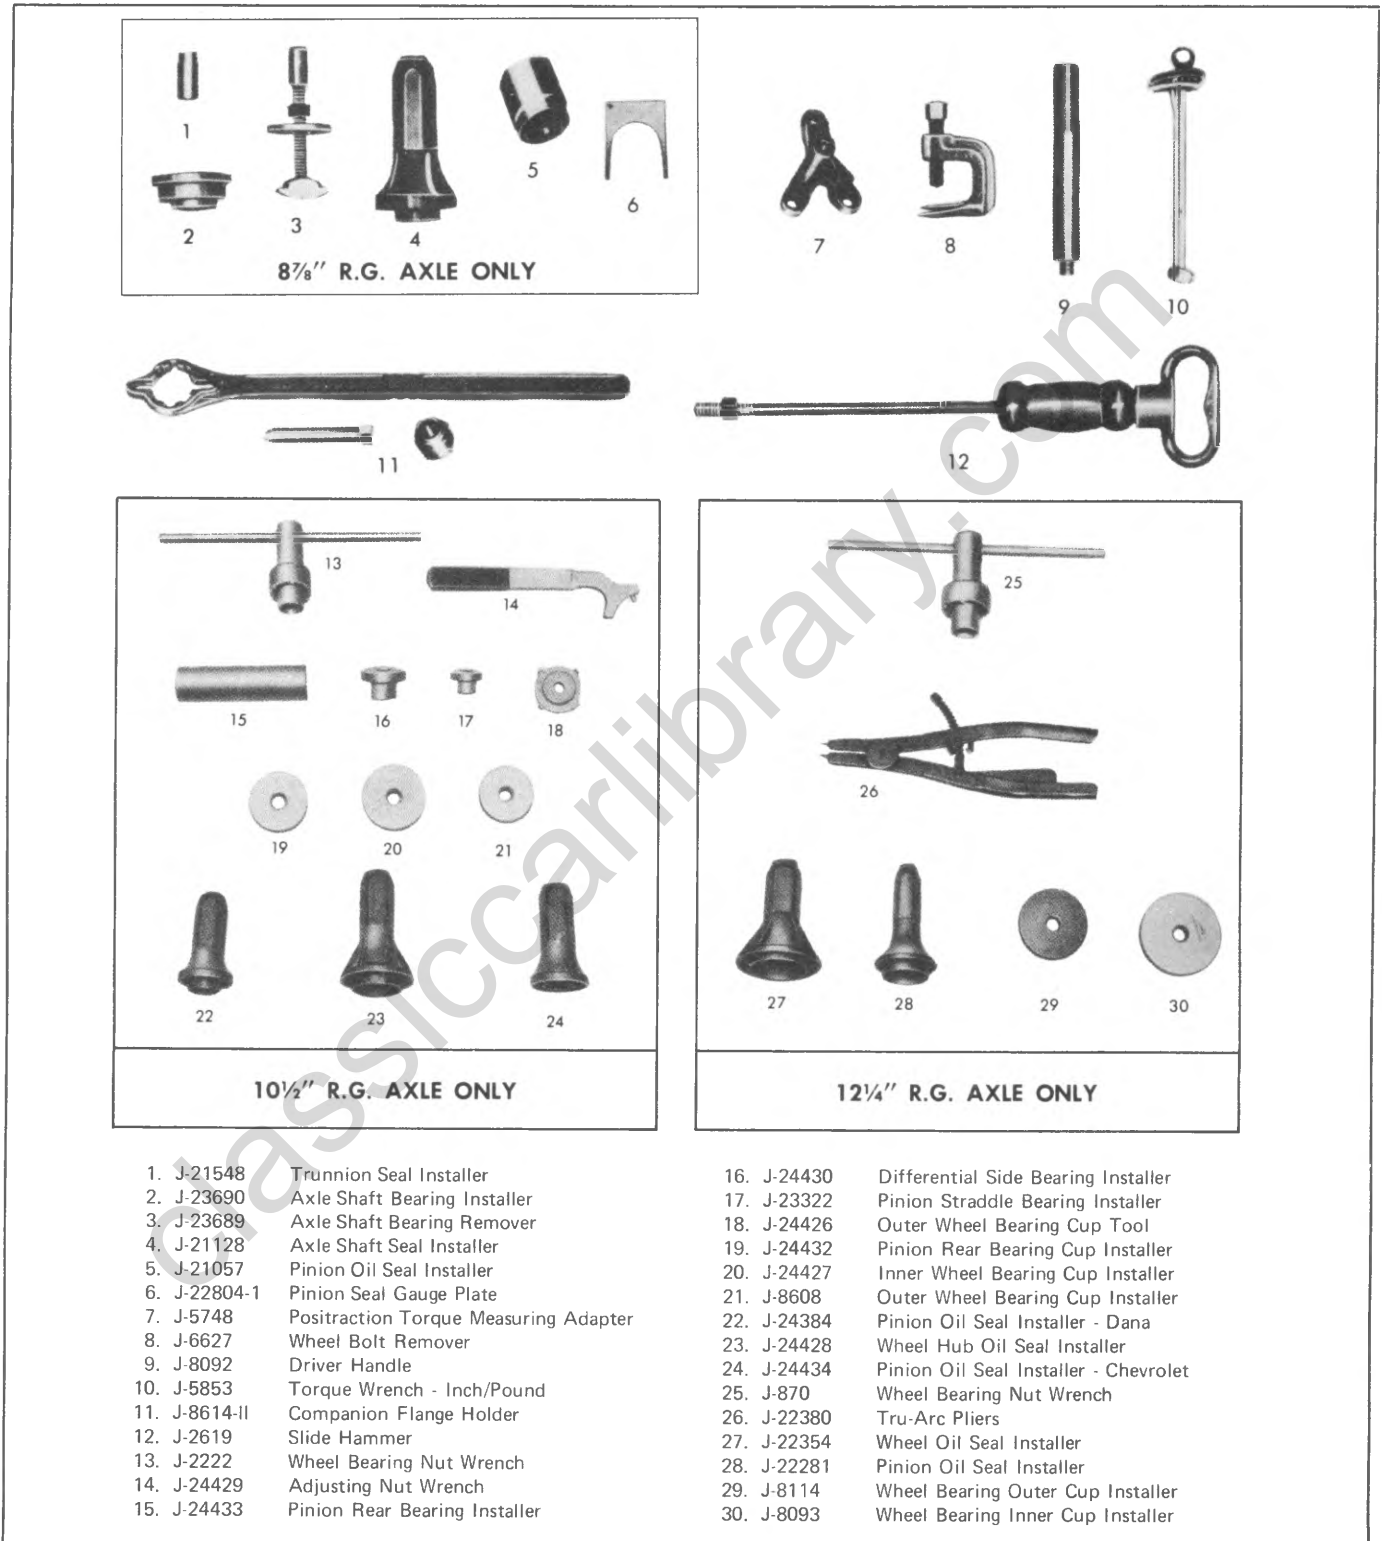 1
2
3
4
5
6
8⅞" R.G. AXLE ONLY
7
8
9
10
11
12
13
14
15
16
17
18
19
20
21
22
23
24
10½" R.G. AXLE ONLY
25
26
27
28
29
30
12¼" R.G. AXLE ONLY
1. J-21548 Trunnion Seal Installer
2. J-23690 Axle Shaft Bearing Installer
3. J-23689 Axle Shaft Bearing Remover
4. J-21128 Axle Shaft Seal Installer
5. J-21057 Pinion Oil Seal Installer
6. J-22804-1 Pinion Seal Gauge Plate
7. J-5748 Positraction Torque Measuring Adapter
8. J-6627 Wheel Bolt Remover
9. J-8092 Driver Handle
10. J-5853 Torque Wrench - Inch/Pound
11. J-8614-II Companion Flange Holder
12. J-2619 Slide Hammer
13. J-2222 Wheel Bearing Nut Wrench
14. J-24429 Adjusting Nut Wrench
15. J-24433 Pinion Rear Bearing Installer
16. J-24430 Differential Side Bearing Installer
17. J-23322 Pinion Straddle Bearing Installer
18. J-24426 Outer Wheel Bearing Cup Tool
19. J-24432 Pinion Rear Bearing Cup Installer
20. J-24427 Inner Wheel Bearing Cup Installer
21. J-8608 Outer Wheel Bearing Cup Installer
22. J-24384 Pinion Oil Seal Installer - Dana
23. J-24428 Wheel Hub Oil Seal Installer
24. J-24434 Pinion Oil Seal Installer - Chevrolet
25. J-870 Wheel Bearing Nut Wrench
26. J-22380 Tru-Arc Pliers
27. J-22354 Wheel Oil Seal Installer
28. J-22281 Pinion Oil Seal Installer
29. J-8114 Wheel Bearing Outer Cup Installer
30. J-8093 Wheel Bearing Inner Cup Installer
classiccarlibrary.com